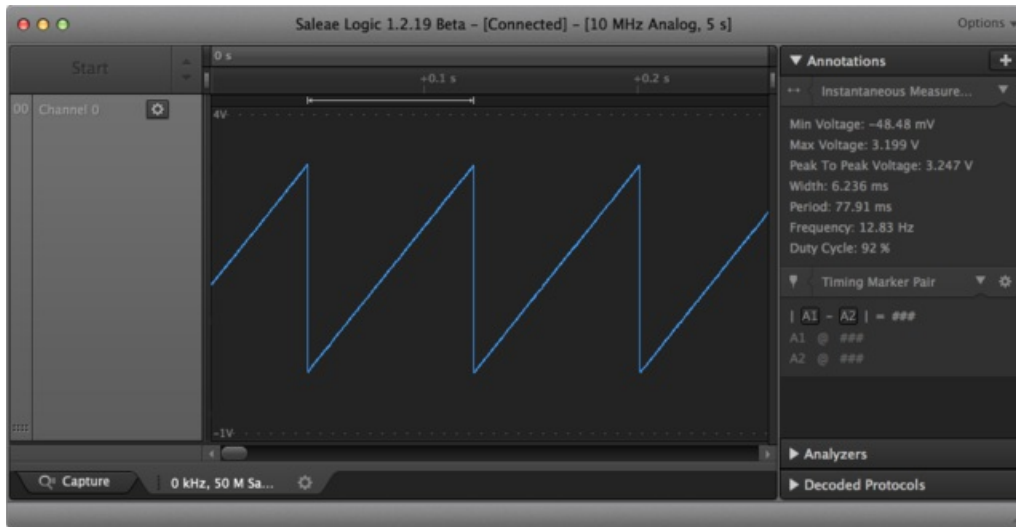 Saleae Logic 1.2.19 Beta – [Connected] – [10 MHz Analog, 5 s]
Options
Start
0 s
+0.1 s
+0.2 s
00 Channel 0
4V
-1V
Annotations
Instantaneous Measure...
Min Voltage: -48.48 mV
Max Voltage: 3.199 V
Peak To Peak Voltage: 3.247 V
Width: 6.236 ms
Period: 77.91 ms
Frequency: 12.83 Hz
Duty Cycle: 92 %
Timing Marker Pair
| A1 - A2 | = ###
A1 @ ###
A2 @ ###
Analyzers
Decoded Protocols
Capture
0 kHz, 50 M Sa...